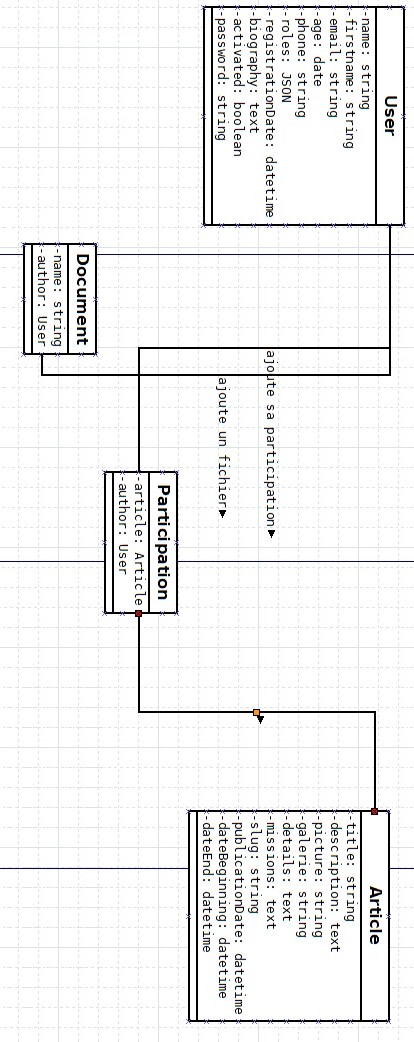 User
-name: string
-firstname: string
-email: string
-age: date
-phone: string
-roles: JSON
-registrationDate: datetime
-biography: text
-activated: boolean
-password: string
Document
-name: string
-author: User
ajoute sa participation
ajoute un fichier
Participation
-article: Article
-author: User
Article
-title: string
-description: text
-picture: string
-galerie: string
-details: text
-missions: text
-slug: string
-publicationDate: datetime
-dateBeginning: datetime
-dateEnd: datetime